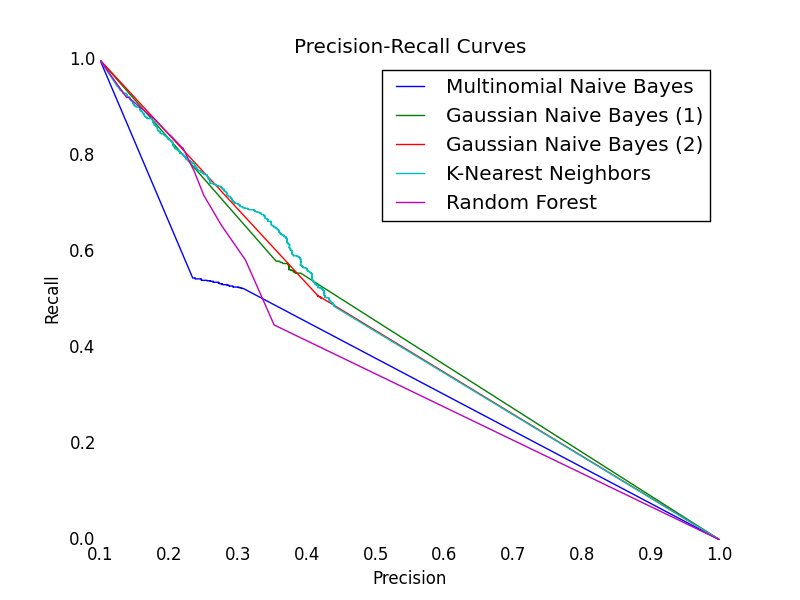 Precision-Recall Curves
Multinomial Naive Bayes
Gaussian Naive Bayes (1)
Gaussian Naive Bayes (2)
K-Nearest Neighbors
Random Forest
Recall
1.0
0.8
0.6
0.4
0.2
0.0
0.1 0.2 0.3 0.4 0.5 0.6 0.7 0.8 0.9 1.0
Precision